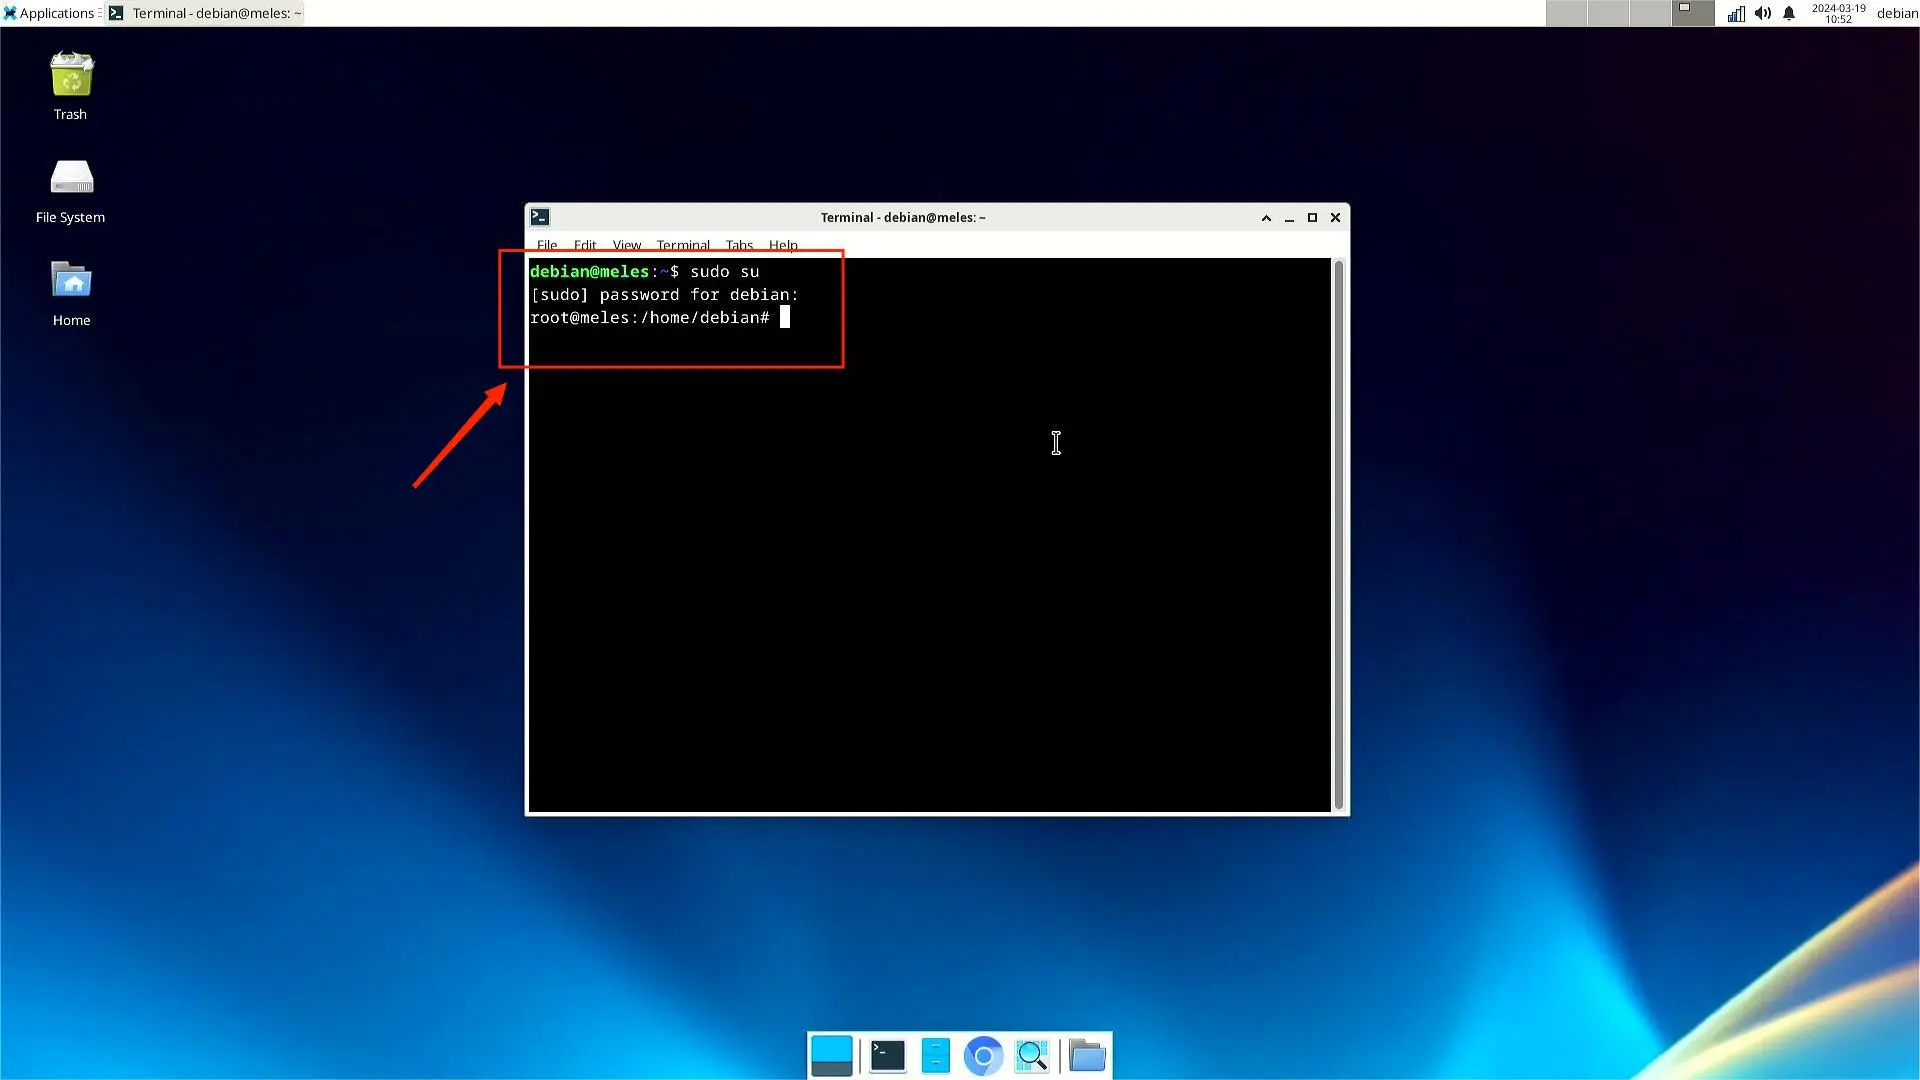 Applications
Terminal - debian@meles: ~
2024-03-19
10:52
debian
Trash
File System
Home
Terminal - debian@meles: ~
File Edit View Terminal Tabs Help
debian@meles:~$ sudo su
[sudo] password for debian:
root@meles:/home/debian#